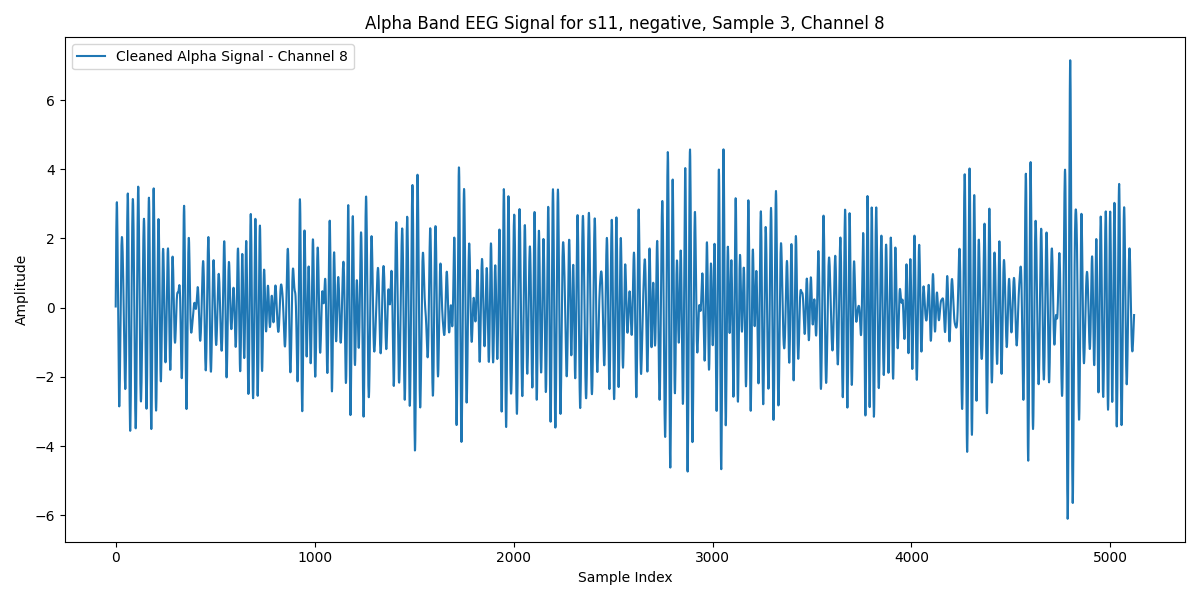 Alpha Band EEG Signal for s11, negative, Sample 3, Channel 8
Cleaned Alpha Signal - Channel 8
Amplitude
6
4
2
0
−2
−4
−6
0 1000 2000 3000 4000 5000
Sample Index